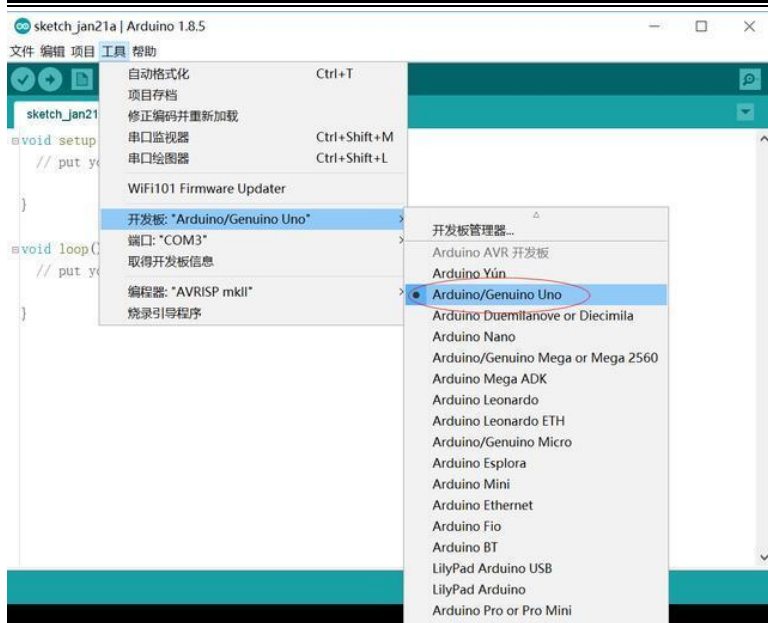 sketch_jan21a | Arduino 1.8.5
文件 编辑 项目 工具 帮助
自动格式化 Ctrl+T
项目存档
修正编码并重新加载
串口监视器 Ctrl+Shift+M
串口绘图器 Ctrl+Shift+L
WiFi101 Firmware Updater
开发板: "Arduino/Genuino Uno"
端口: "COM3"
取得开发板信息
编程器: "AVRISP mkII"
烧录引导程序
sketch_jan21
void setup
// put yo
}
void loop()
// put yo
}
开发板管理器...
Arduino AVR 开发板
Arduino Yún
Arduino/Genuino Uno
Arduino Duemilanove or Diecimila
Arduino Nano
Arduino/Genuino Mega or Mega 2560
Arduino Mega ADK
Arduino Leonardo
Arduino Leonardo ETH
Arduino/Genuino Micro
Arduino Esplora
Arduino Mini
Arduino Ethernet
Arduino Fio
Arduino BT
LilyPad Arduino USB
LilyPad Arduino
Arduino Pro or Pro Mini